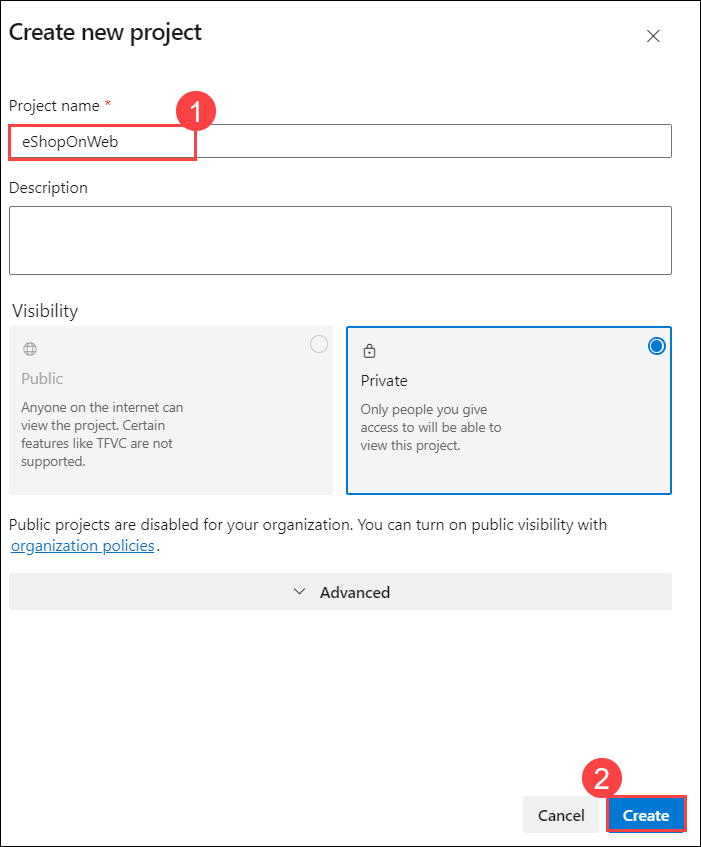 Create new project
Project name *
1
eShopOnWeb
Description
Visibility
Public
Anyone on the internet can
view the project. Certain
features like TFVC are not
supported.
Private
Only people you give
access to will be able to
view this project.
Public projects are disabled for your organization. You can turn on public visibility with
organization policies.
Advanced
2
Cancel
Create